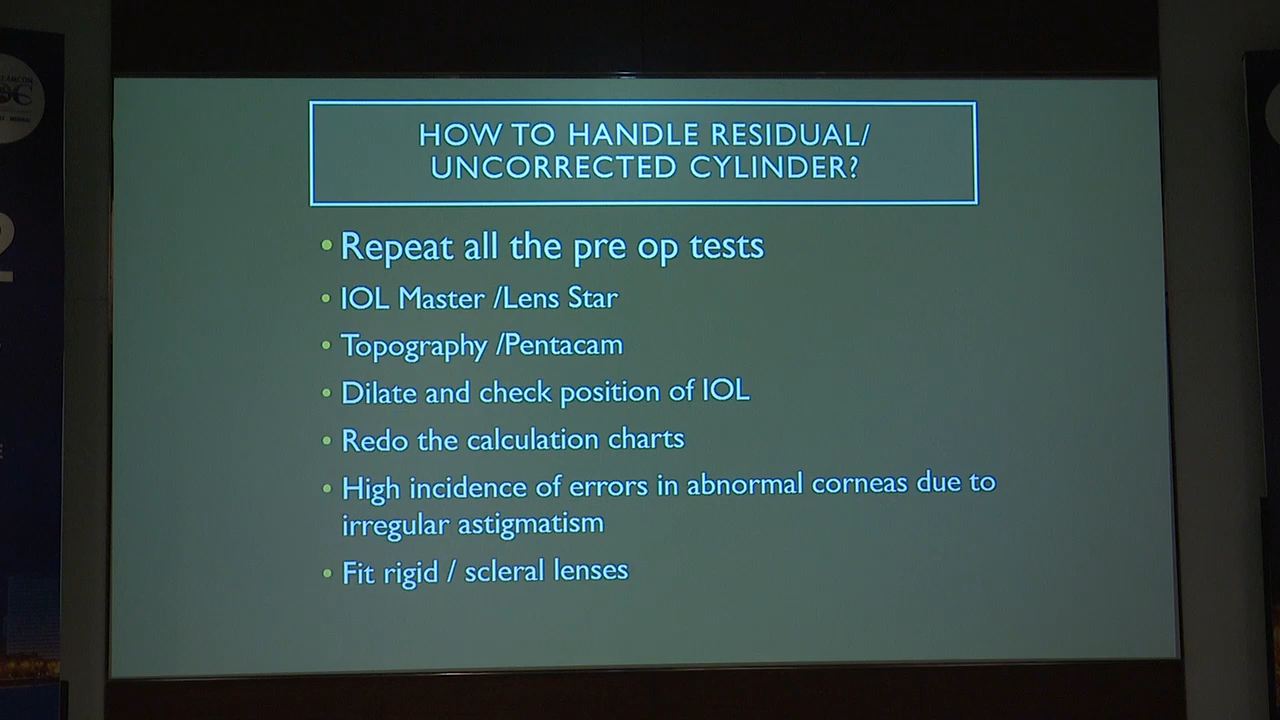 HOW TO HANDLE RESIDUAL/
UNCORRECTED CYLINDER?
• Repeat all the pre op tests
• IOL Master /Lens Star
• Topography /Pentacam
• Dilate and check position of IOL
• Redo the calculation charts
• High incidence of errors in abnormal corneas due to
irregular astigmatism
• Fit rigid / scleral lenses
2
E